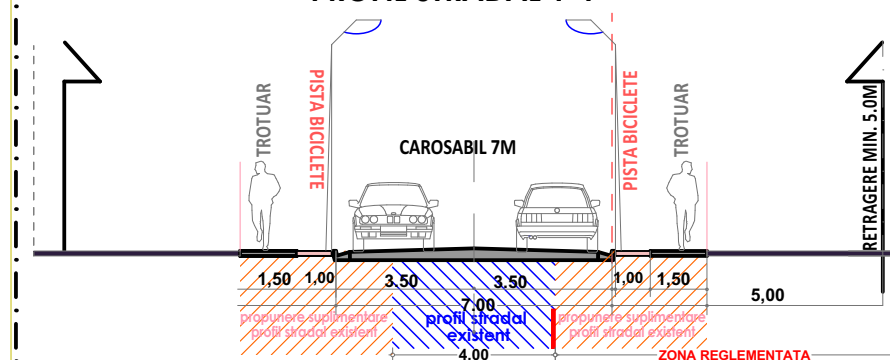 TROTUAR
PISTA BICICLETE
CAROSABIL 7M
PISTA BICICLETE
TROTUAR
RETRAGERE MIN. 5.0M
1,50 1,00 3.50 3.50 1,00 1,50
5,00
7.00
propunere suplimentare
profil stradal existent
profil stradal
existent
propunere suplimentare
profil stradal existent
4.00
ZONA REGLEMENTATA